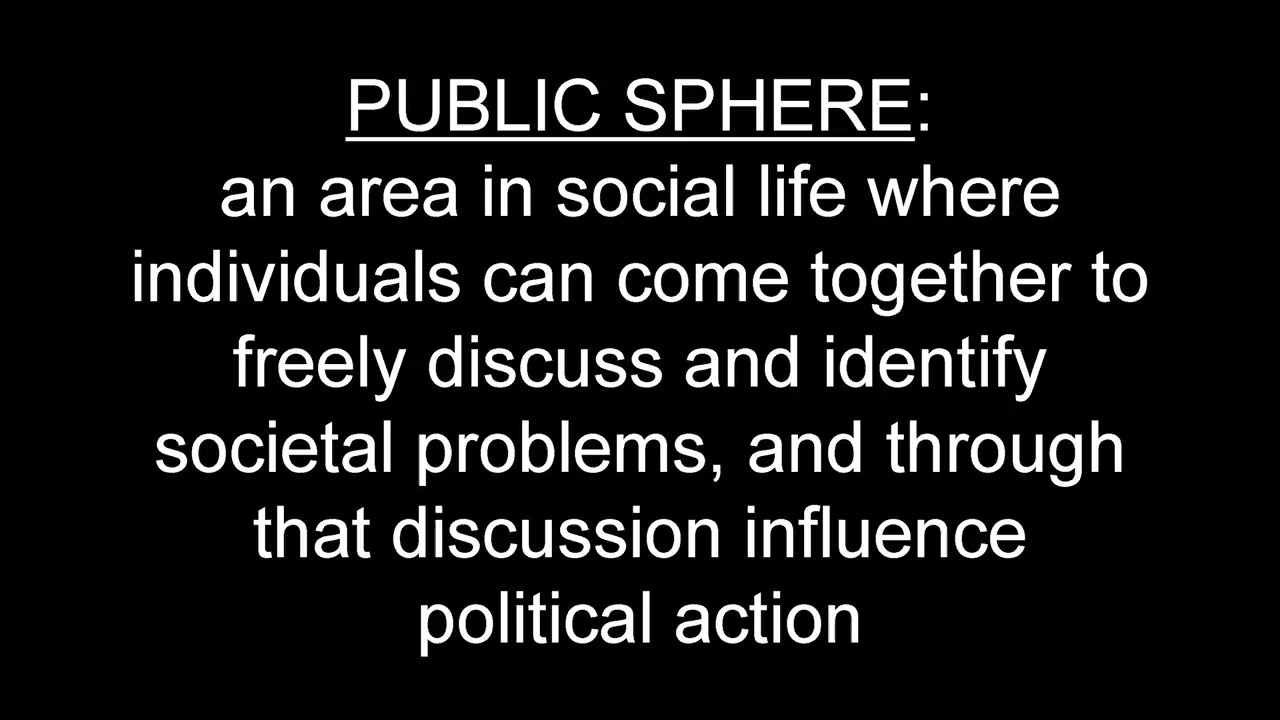 PUBLIC SPHERE:
an area in social life where
individuals can come together to
freely discuss and identify
societal problems, and through
that discussion influence
political action